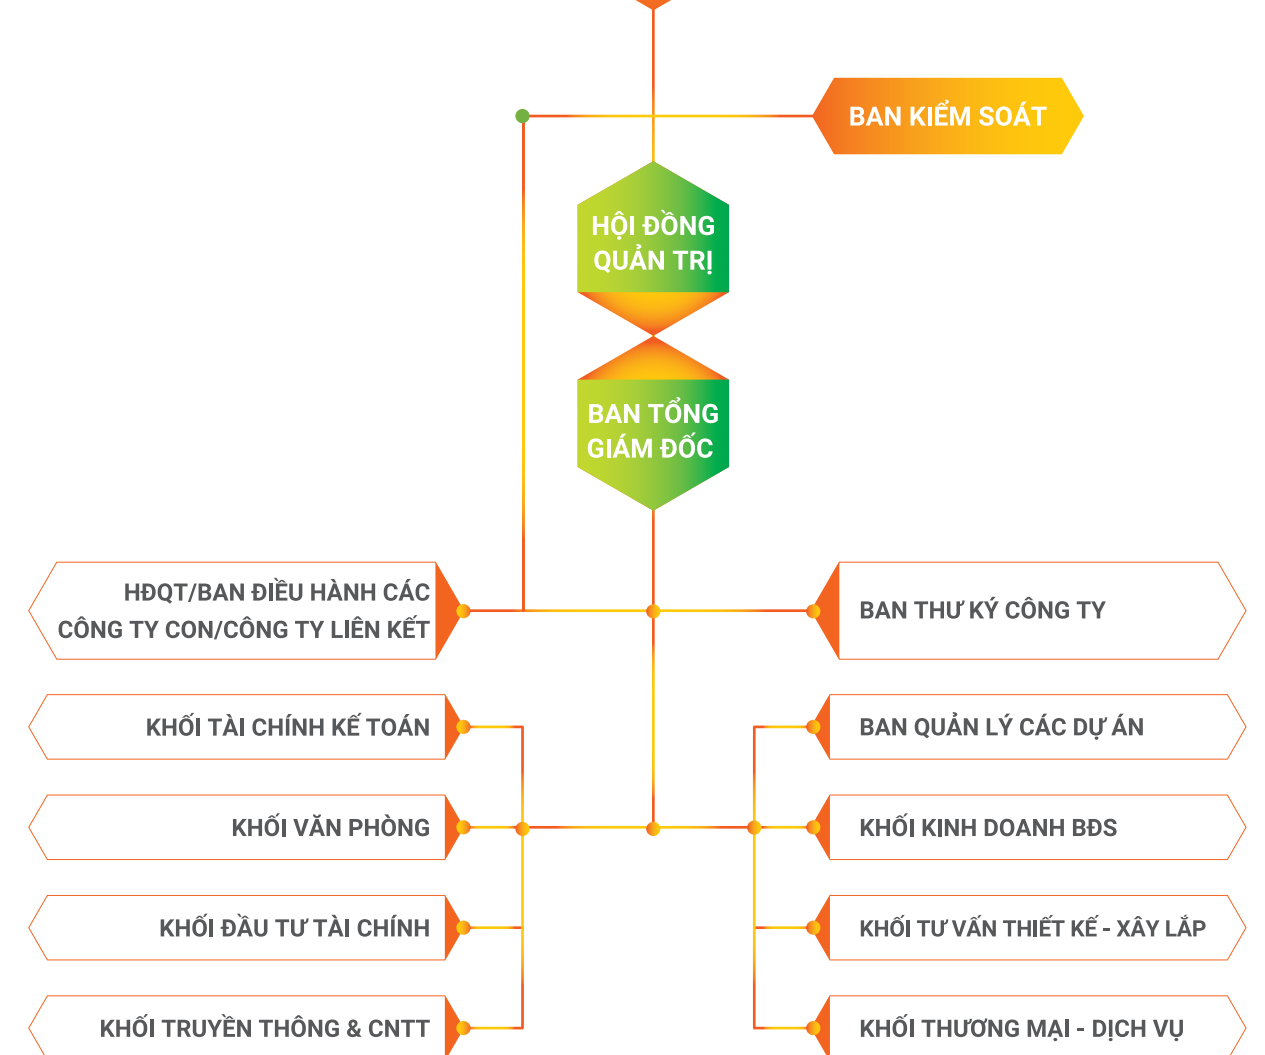 BAN KIỂM SOÁT
HỘI ĐỒNG
QUẢN TRỊ
BAN TỔNG
GIÁM ĐỐC
HĐQT/BAN ĐIỀU HÀNH CÁC
CÔNG TY CON/CÔNG TY LIÊN KẾT
BAN THƯ KÝ CÔNG TY
KHỐI TÀI CHÍNH KẾ TOÁN
BAN QUẢN LÝ CÁC DỰ ÁN
KHỐI VĂN PHÒNG
KHỐI KINH DOANH BĐS
KHỐI ĐẦU TƯ TÀI CHÍNH
KHỐI TƯ VẤN THIẾT KẾ - XÂY LẮP
KHỐI TRUYỀN THÔNG & CNTT
KHỐI THƯƠNG MẠI - DỊCH VỤ